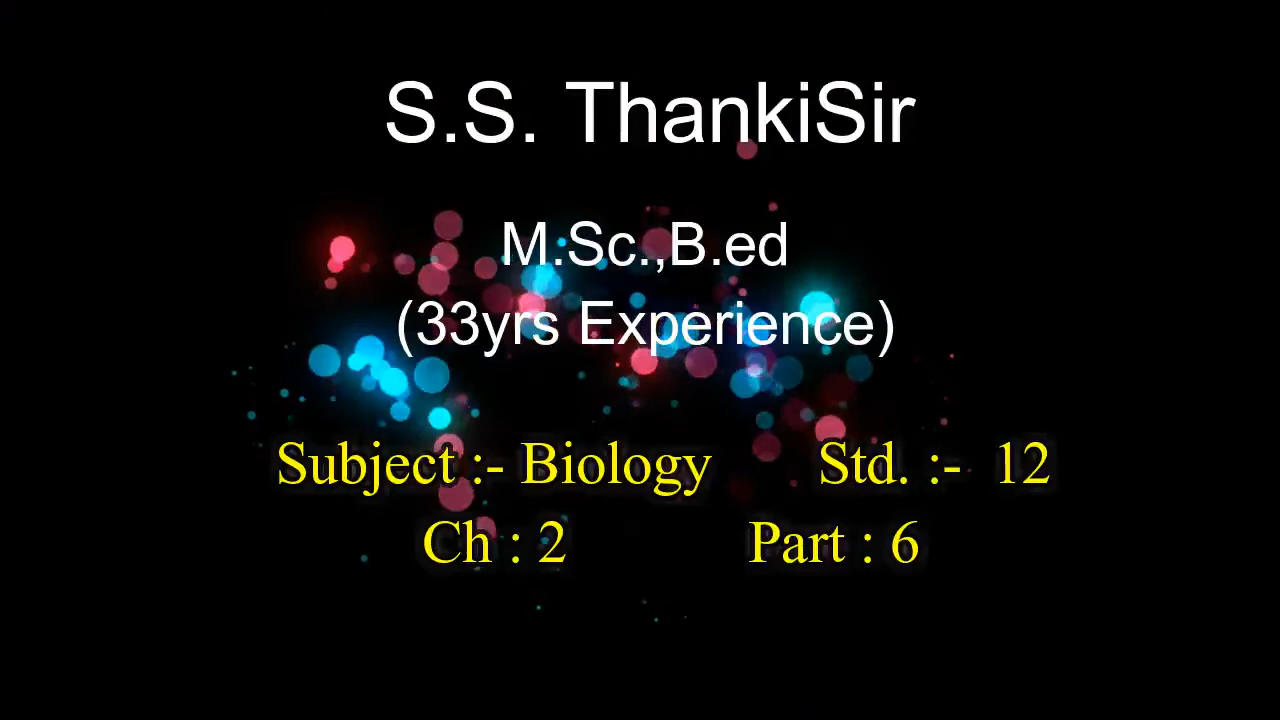 S.S. ThankiSir
M.Sc.,B.ed
(33yrs Experience)
Subject :- Biology Std. :- 12
Ch : 2 Part : 6